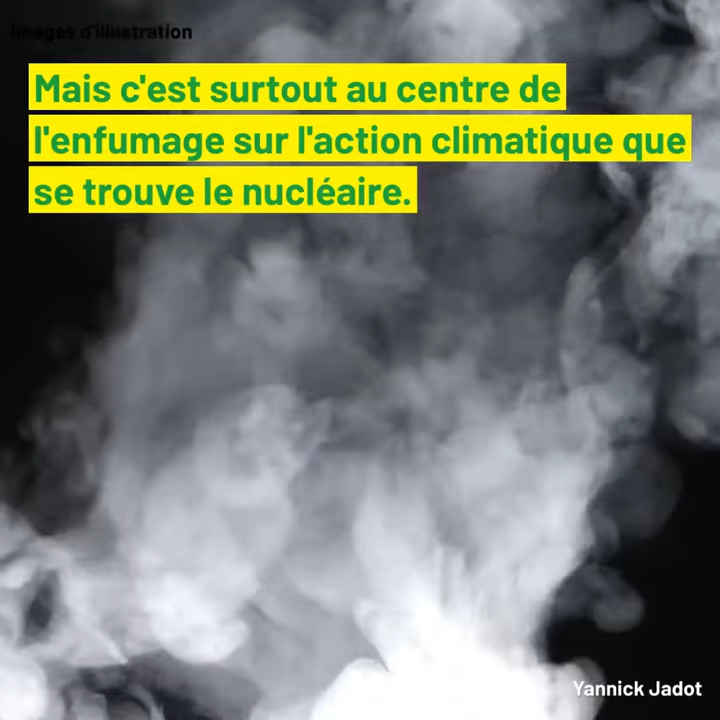 Images d'illustration
Mais c'est surtout au centre de
l'enfumage sur l'action climatique que
se trouve le nucléaire.
Yannick Jadot